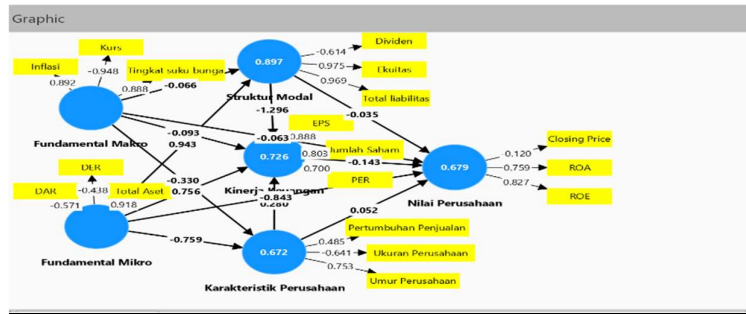 Graphic
Kurs
Dividen
Inflasi
-0.948
Tingkat suku bunga
0.897
-0.614
0.975
Ekuitas
0.892
0.888
-0.066
0.969
Struktur Modal
Total liabilitas
-1.296
-0.035
EPS
Fundamental Makro
-0.093
0.943
-0.063
0.888
Closing Price
0.726
0.803
Jumlah Saham
-0.143
0.679
0.120
0.759
ROA
DER
0.700
PER
0.827
ROE
DAR
-0.438
Total Aset
-0.330
0.756
Kinerja Keuangan
Nilai Perusahaan
-0.571
0.918
-0.843
0.280
0.052
Pertumbuhan Penjualan
-0.759
0.485
-0.641
Ukuran Perusahaan
0.672
0.753
Fundamental Mikro
Umur Perusahaan
Karakteristik Perusahaan